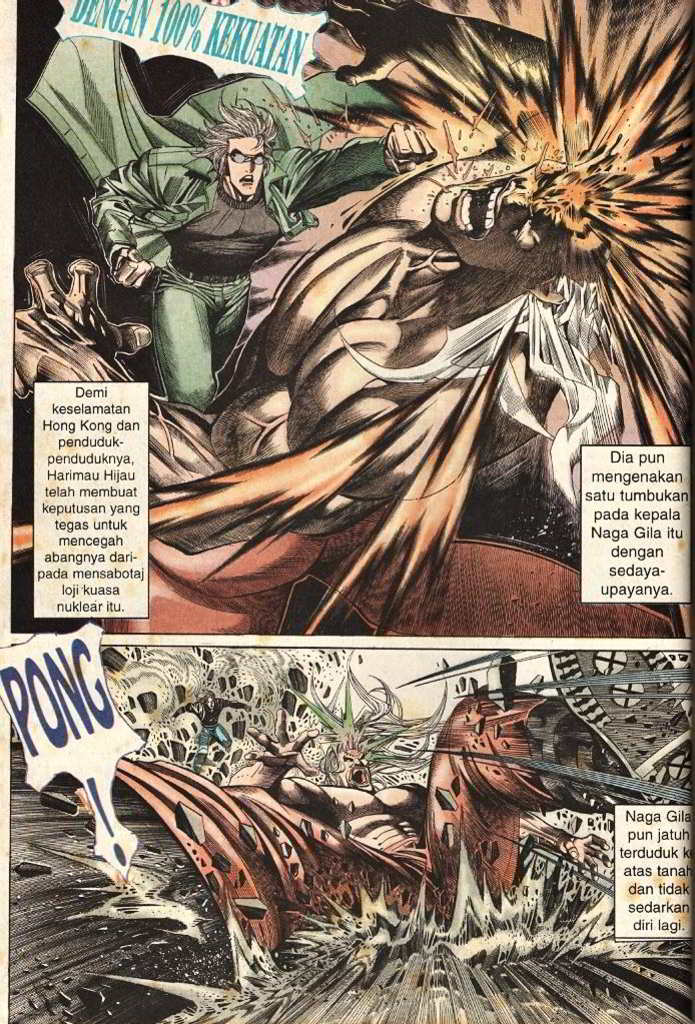 DENGAN 100% KEKUATAN
Demi
keselamatan
Hong Kong dan
penduduk-
penduduknya,
Harimau Hijau
telah membuat
keputusan yang
tegas untuk
mencegah
abangnya dari-
pada mensabotaj
loji kuasa
nuklear itu.
Dia pun
mengenakan
satu tumbukan
pada kepala
Naga Gila itu
dengan
sedaya-
upayanya.
PONG
!
Naga Gila
pun jatuh
terduduk k
atas tanah
dan tidak
sedarkan
diri lagi.